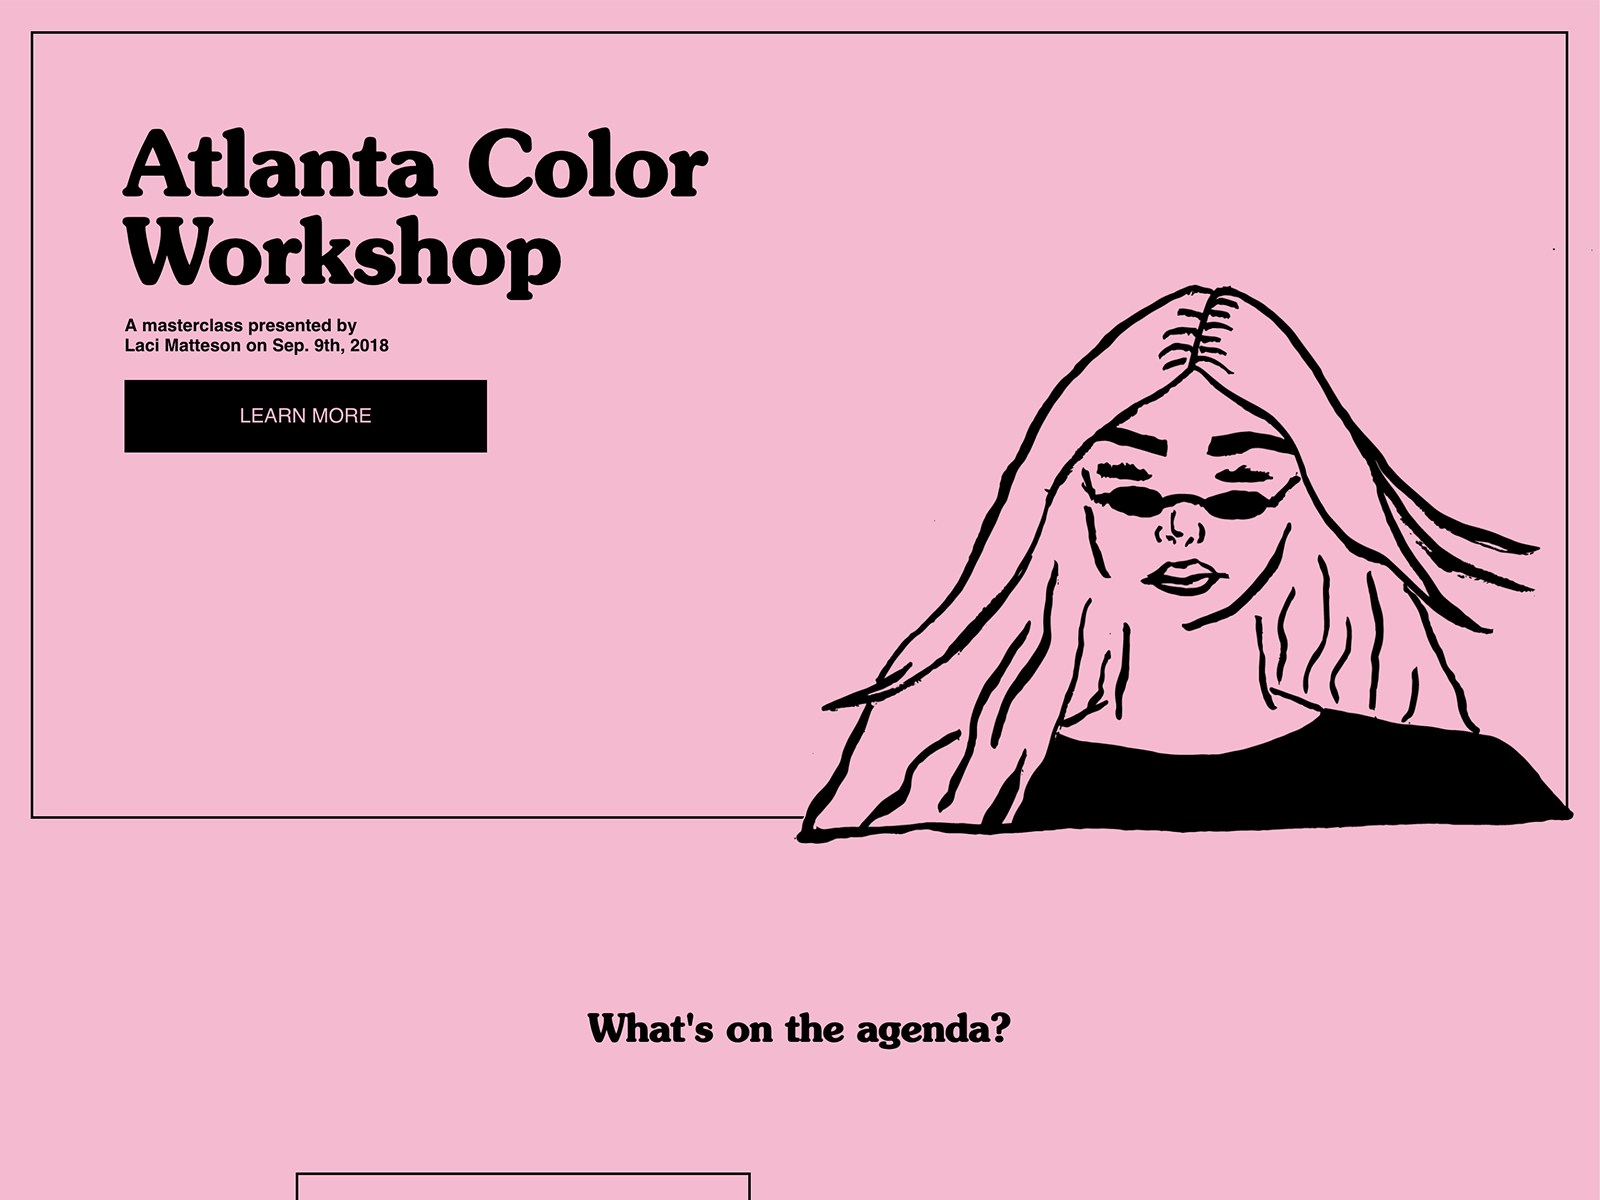 Atlanta Color
Workshop
A masterclass presented by
Laci Matteson on Sep. 9th, 2018
LEARN MORE
What's on the agenda?